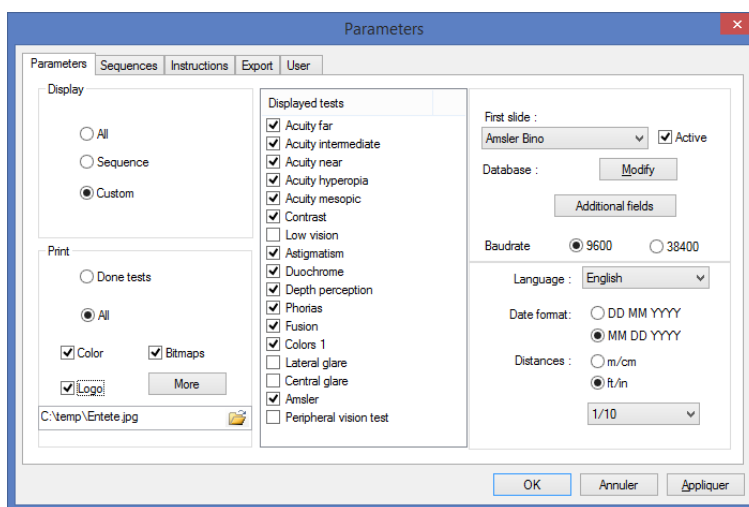 Parameters
Parameters Sequences Instructions Export User
Display
All
Sequence
Custom
Print
Done tests
All
Color Bitmaps
Logo More
C:\temp\Entete.jpg
Displayed tests
Acuity far
Acuity intermediate
Acuity near
Acuity hyperopia
Acuity mesopic
Contrast
Low vision
Astigmatism
Duochrome
Depth perception
Phorias
Fusion
Colors 1
Lateral glare
Central glare
Amsler
Peripheral vision test
First slide :
Amsler Bino Active
Database : Modify
Additional fields
Baudrate 9600 38400
Language : English
Date format: DD MM YYYY
MM DD YYYY
Distances : m/cm
ft/in
1/10
OK Annuler Appliquer